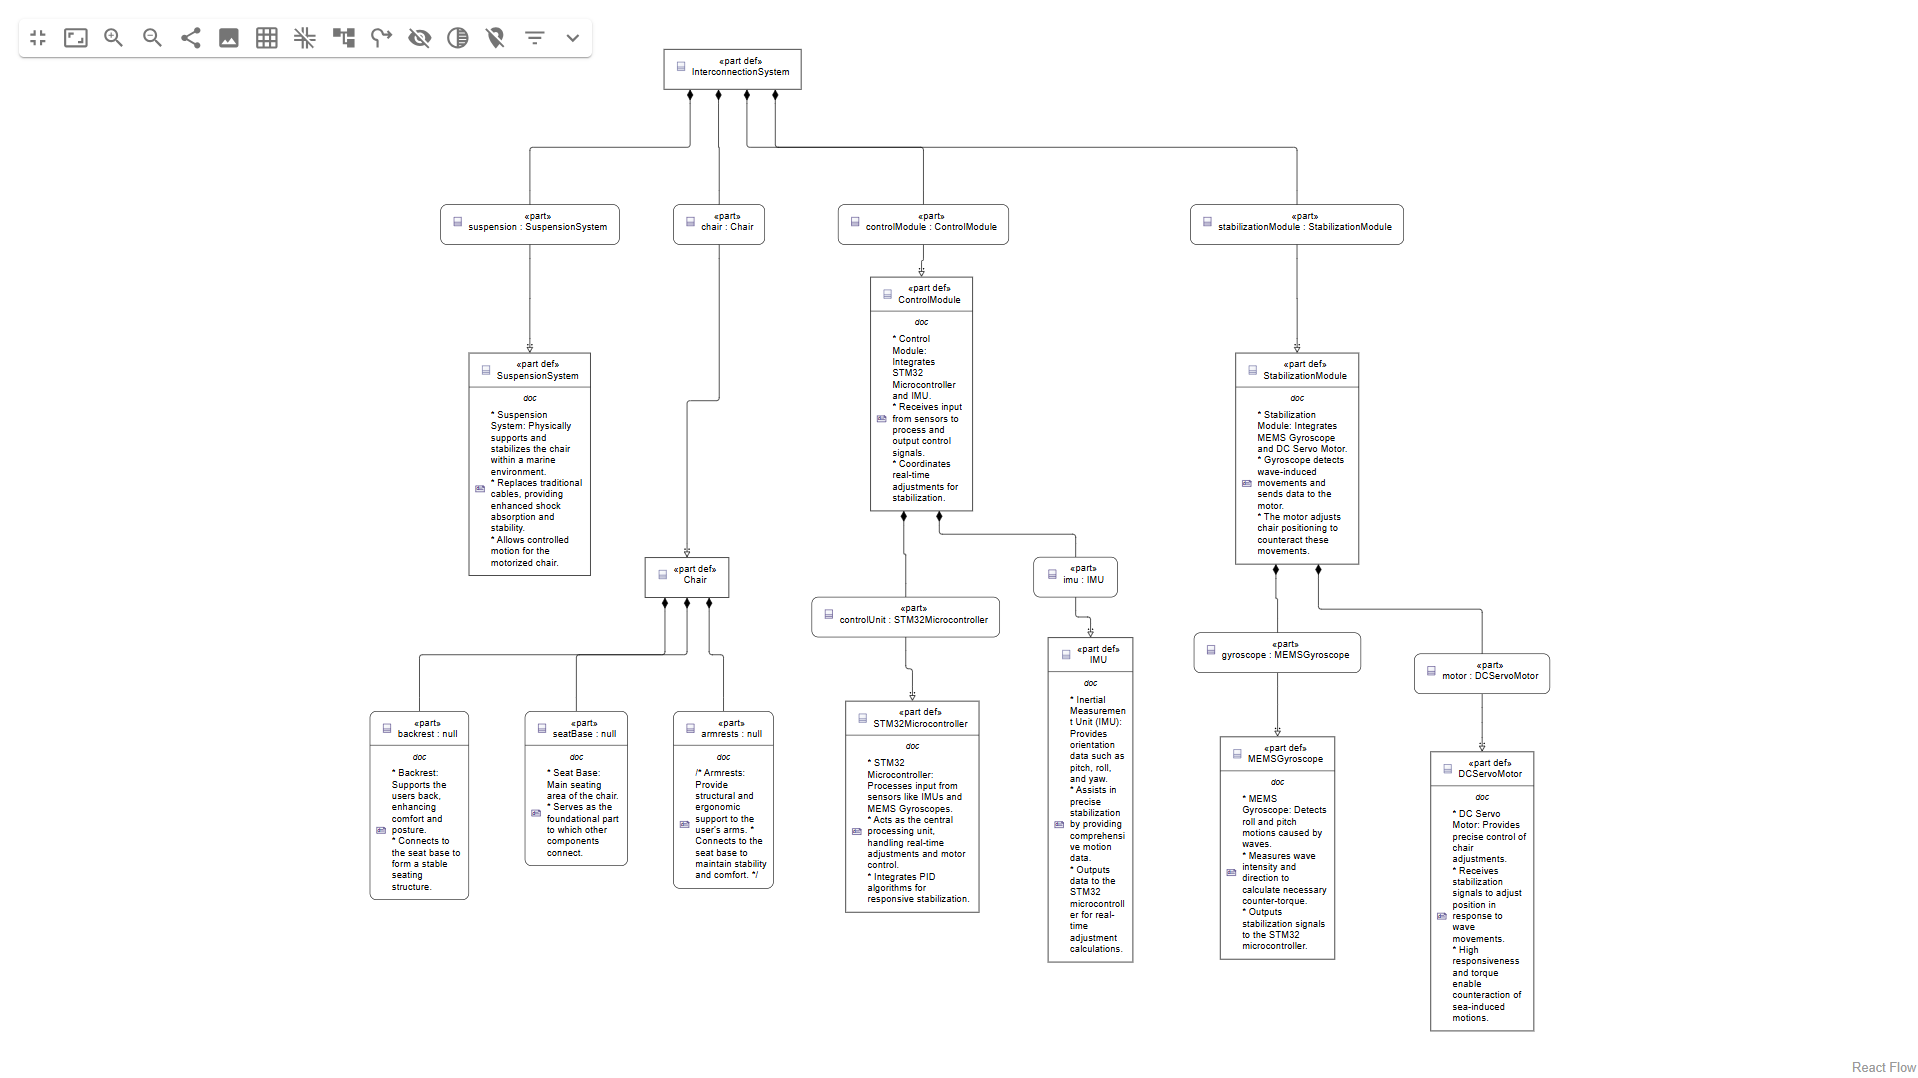 «part def»
InterconnectionSystem
«part»
suspension : SuspensionSystem
«part»
chair : Chair
«part»
controlModule : ControlModule
«part»
stabilizationModule : StabilizationModule
«part def»
SuspensionSystem
doc
* Suspension
System: Physically
supports and
stabilizes the chair
within a marine
environment.
* Replaces traditional
cables, providing
enhanced shock
absorption and
stability.
* Allows controlled
motion for the
motorized chair.
«part def»
ControlModule
doc
* Control
Module:
Integrates
STM32
Microcontroller
and IMU.
* Receives input
from sensors to
process and
output control
signals.
* Coordinates
real-time
adjustments for
stabilization.
«part def»
StabilizationModule
doc
* Stabilization
Module: Integrates
MEMS Gyroscope
and DC Servo Motor.
* Gyroscope detects
wave-induced
movements and
sends data to the
motor.
* The motor adjusts
chair positioning to
counteract these
movements.
«part def»
Chair
«part»
controlUnit : STM32Microcontroller
«part»
imu : IMU
«part»
gyroscope : MEMSGyroscope
«part»
motor : DCServoMotor
«part»
backrest : null
doc
* Backrest:
Supports the
users back,
enhancing
comfort and
posture.
* Connects to
the seat base to
form a stable
seating
structure.
«part»
seatBase : null
doc
* Seat Base:
Main seating
area of the chair.
* Serves as the
foundational part
to which other
components
connect.
«part»
armrests : null
doc
/* Armrests:
Provide
structural and
ergonomic
support to the
user's arms. *
Connects to the
seat base to
maintain stability
and comfort. */
«part def»
STM32Microcontroller
doc
* STM32
Microcontroller:
Processes input from
sensors like IMUs and
MEMS Gyroscopes.
* Acts as the central
processing unit,
handling real-time
adjustments and motor
control.
* Integrates PID
algorithms for
responsive stabilization.
«part def»
IMU
doc
* Inertial
Measuremen
t Unit (IMU):
Provides
orientation
data such as
pitch, roll,
and yaw.
* Assists in
precise
stabilization
by providing
comprehensi
ve motion
data.
* Outputs
data to the
STM32
microcontroll
er for real-
time
adjustment
calculations.
«part def»
MEMSGyroscope
doc
* MEMS
Gyroscope: Detects
roll and pitch
motions caused by
waves.
* Measures wave
intensity and
direction to
calculate necessary
counter-torque.
* Outputs
stabilization signals
to the STM32
microcontroller.
«part def»
DCServoMotor
doc
* DC Servo
Motor: Provides
precise control of
chair
adjustments.
* Receives
stabilization
signals to adjust
position in
response to
wave
movements.
* High
responsiveness
and torque
enable
counteraction of
sea-induced
motions.
React Flow